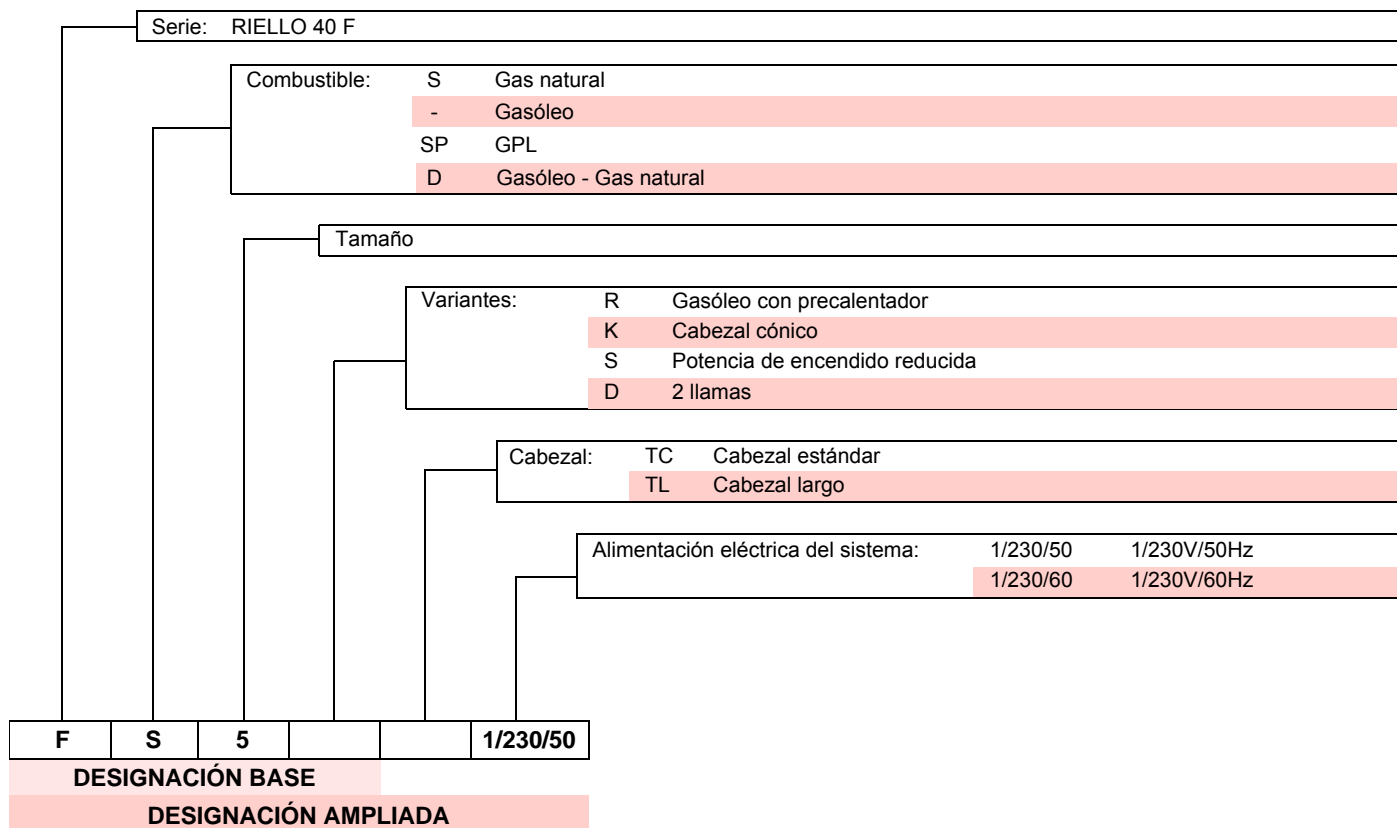 Serie: RIELLO 40 F
Combustible: S Gas natural
- Gasóleo
SP GPL
D Gasóleo - Gas natural
Tamaño
Variantes: R Gasóleo con precalentador
K Cabezal cónico
S Potencia de encendido reducida
D 2 llamas
Cabezal: TC Cabezal estándar
TL Cabezal largo
Alimentación eléctrica del sistema: 1/230/50 1/230V/50Hz
1/230/60 1/230V/60Hz
F S 5 1/230/50
DESIGNACIÓN BASE
DESIGNACIÓN AMPLIADA